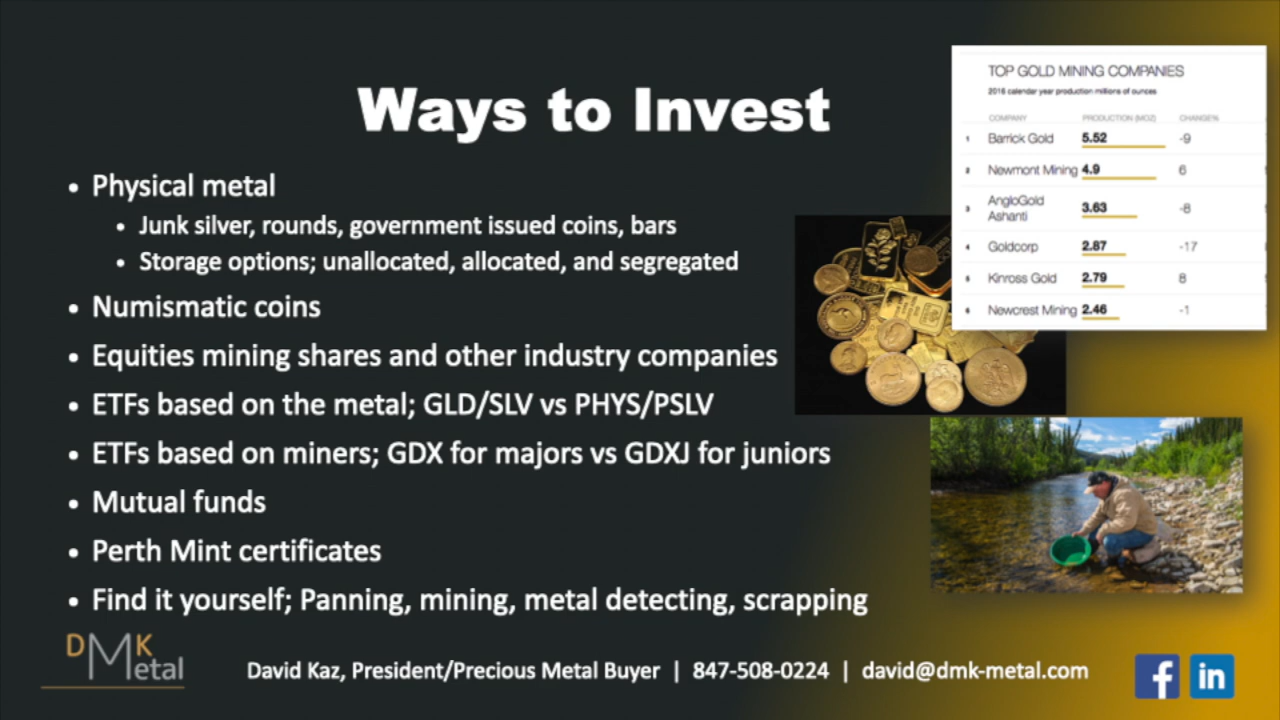 Ways to Invest
• Physical metal
• Junk silver, rounds, government issued coins, bars
• Storage options; unallocated, allocated, and segregated
• Numismatic coins
• Equities mining shares and other industry companies
• ETFs based on the metal; GLD/SLV vs PHYS/PSLV
• ETFs based on miners; GDX for majors vs GDXJ for juniors
• Mutual funds
• Perth Mint certificates
• Find it yourself; Panning, mining, metal detecting, scrapping
TOP GOLD MINING COMPANIES
2016 calendar year production millions of ounces
COMPANY PRODUCTION (MOZ) CHANGE%
1 Barrick Gold 5.52 -9
2 Newmont Mining 4.9 6
3 AngloGold Ashanti 3.63 -8
4 Goldcorp 2.87 -17
5 Kinross Gold 2.79 8
6 Newcrest Mining 2.46 -1
DMK
Metal
David Kaz, President/Precious Metal Buyer | 847-508-0224 | david@dmk-metal.com
f in